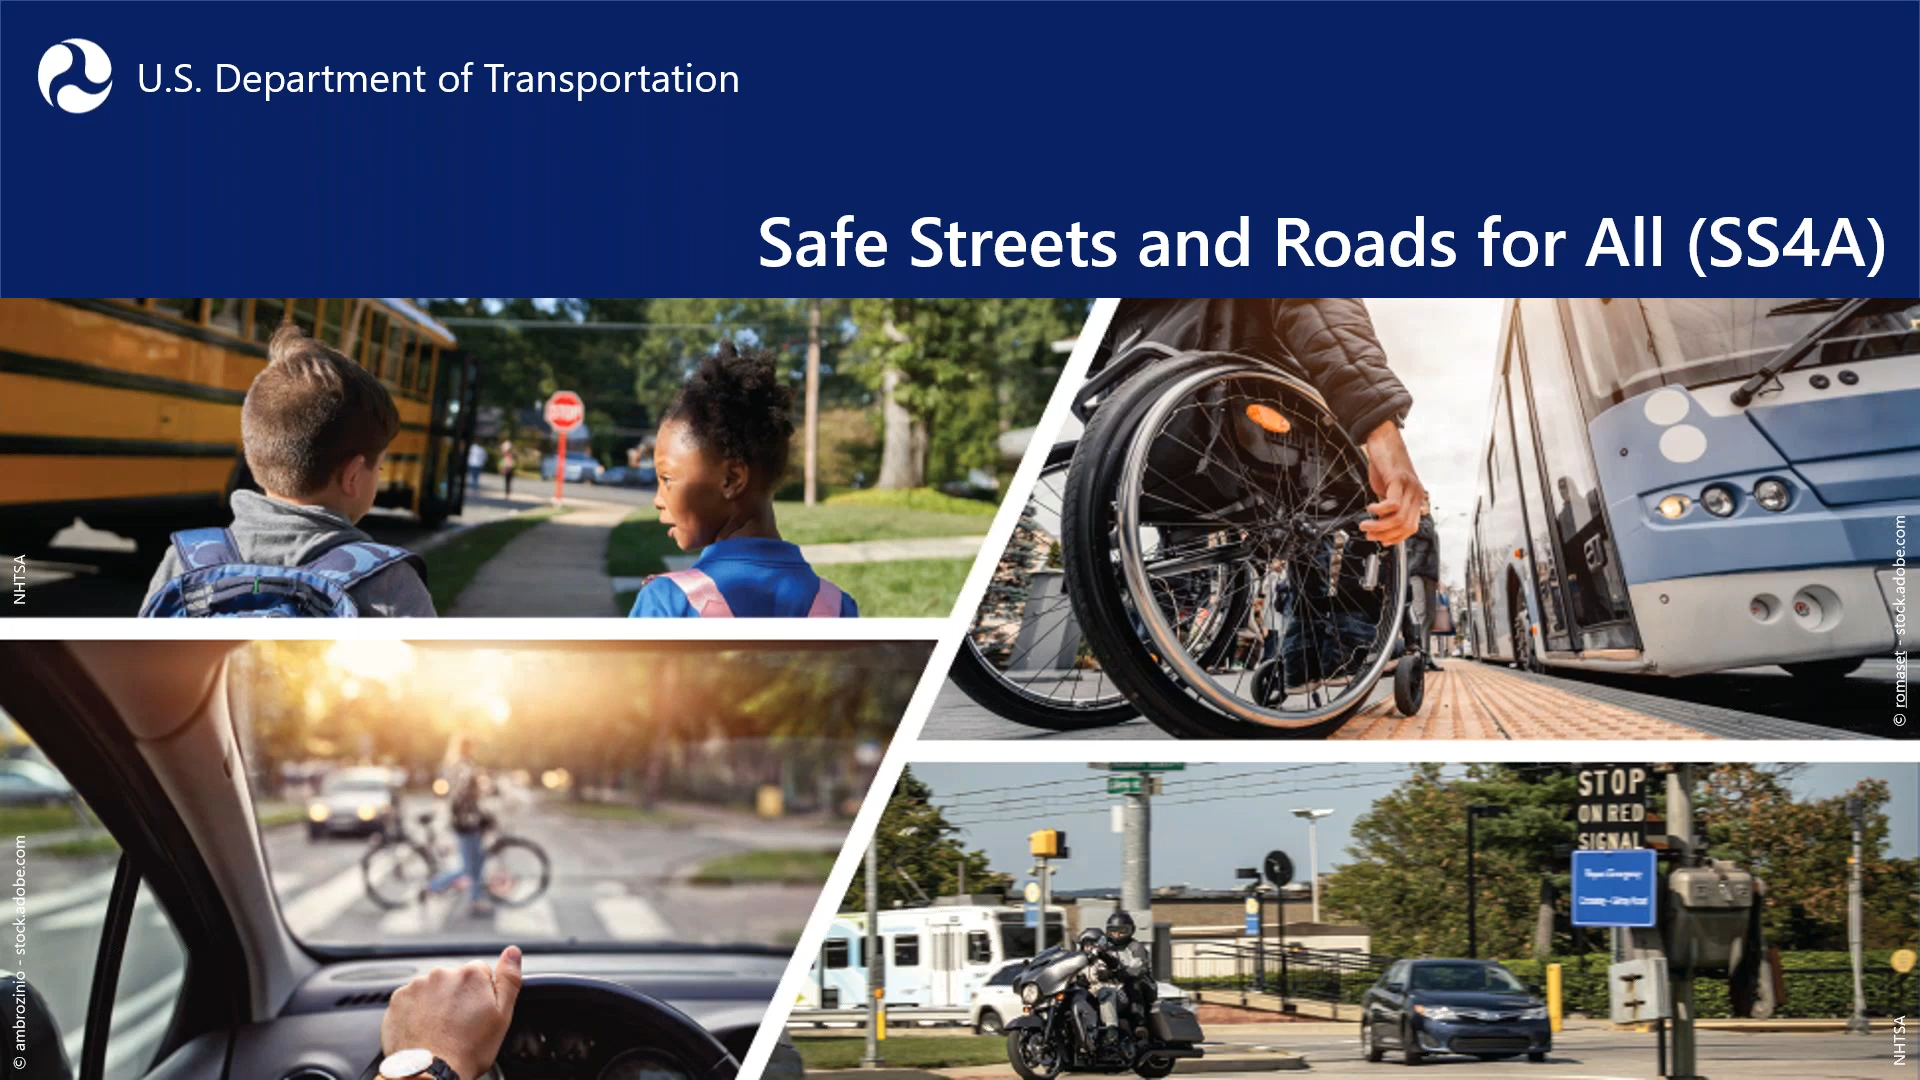 U.S. Department of Transportation
Safe Streets and Roads for All (SS4A)
STOP
NHTSA
© romaset - stock.adobe.com
© ambrozinio - stock.adobe.com
STOP
ON RED
SIGNAL
NHTSA